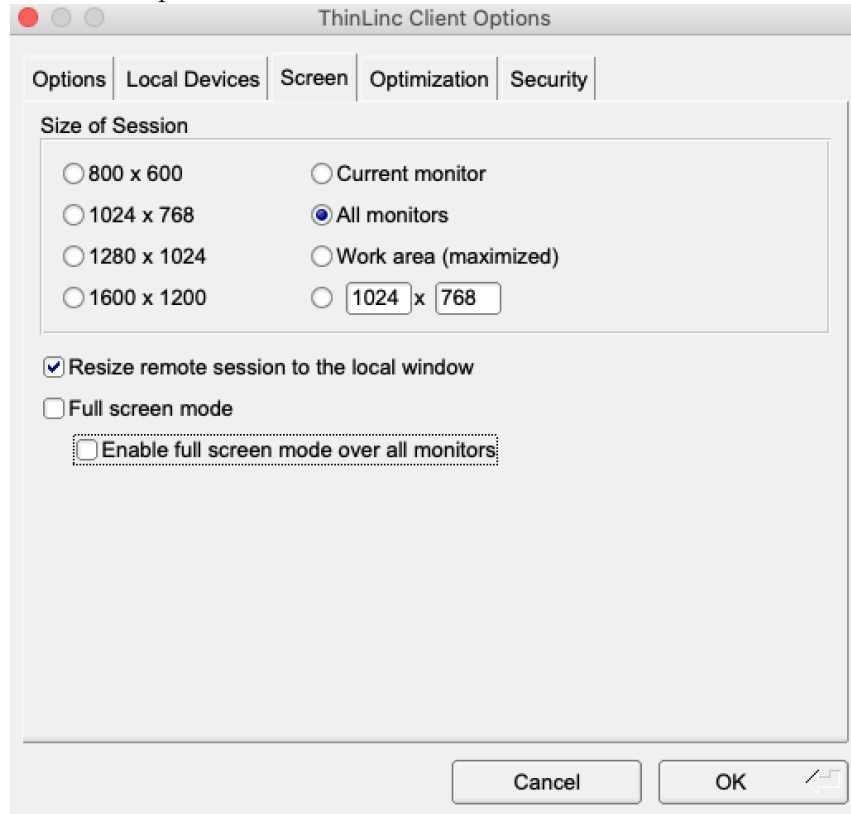 ThinLinc Client Options
Options Local Devices Screen Optimization Security
Size of Session
800 x 600 Current monitor
1024 x 768 All monitors
1280 x 1024 Work area (maximized)
1600 x 1200 1024 x 768
Resize remote session to the local window
Full screen mode
Enable full screen mode over all monitors
Cancel OK